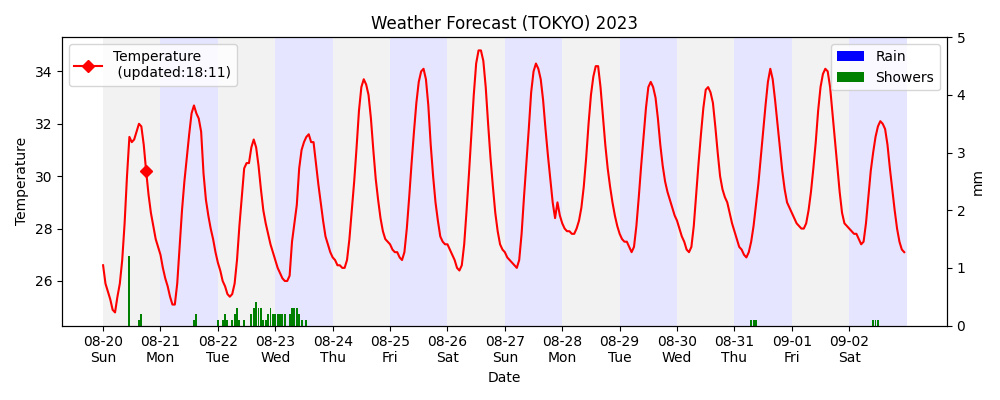 Weather Forecast (TOKYO) 2023
Temperature
(updated:18:11)
Rain
Showers
Temperature
34
32
30
28
26
5
4
3
2
1
0
mm
08-20 08-21 08-22 08-23 08-24 08-25 08-26 08-27 08-28 08-29 08-30 08-31 09-01 09-02
Sun Mon Tue Wed Thu Fri Sat Sun Mon Tue Wed Thu Fri Sat
Date